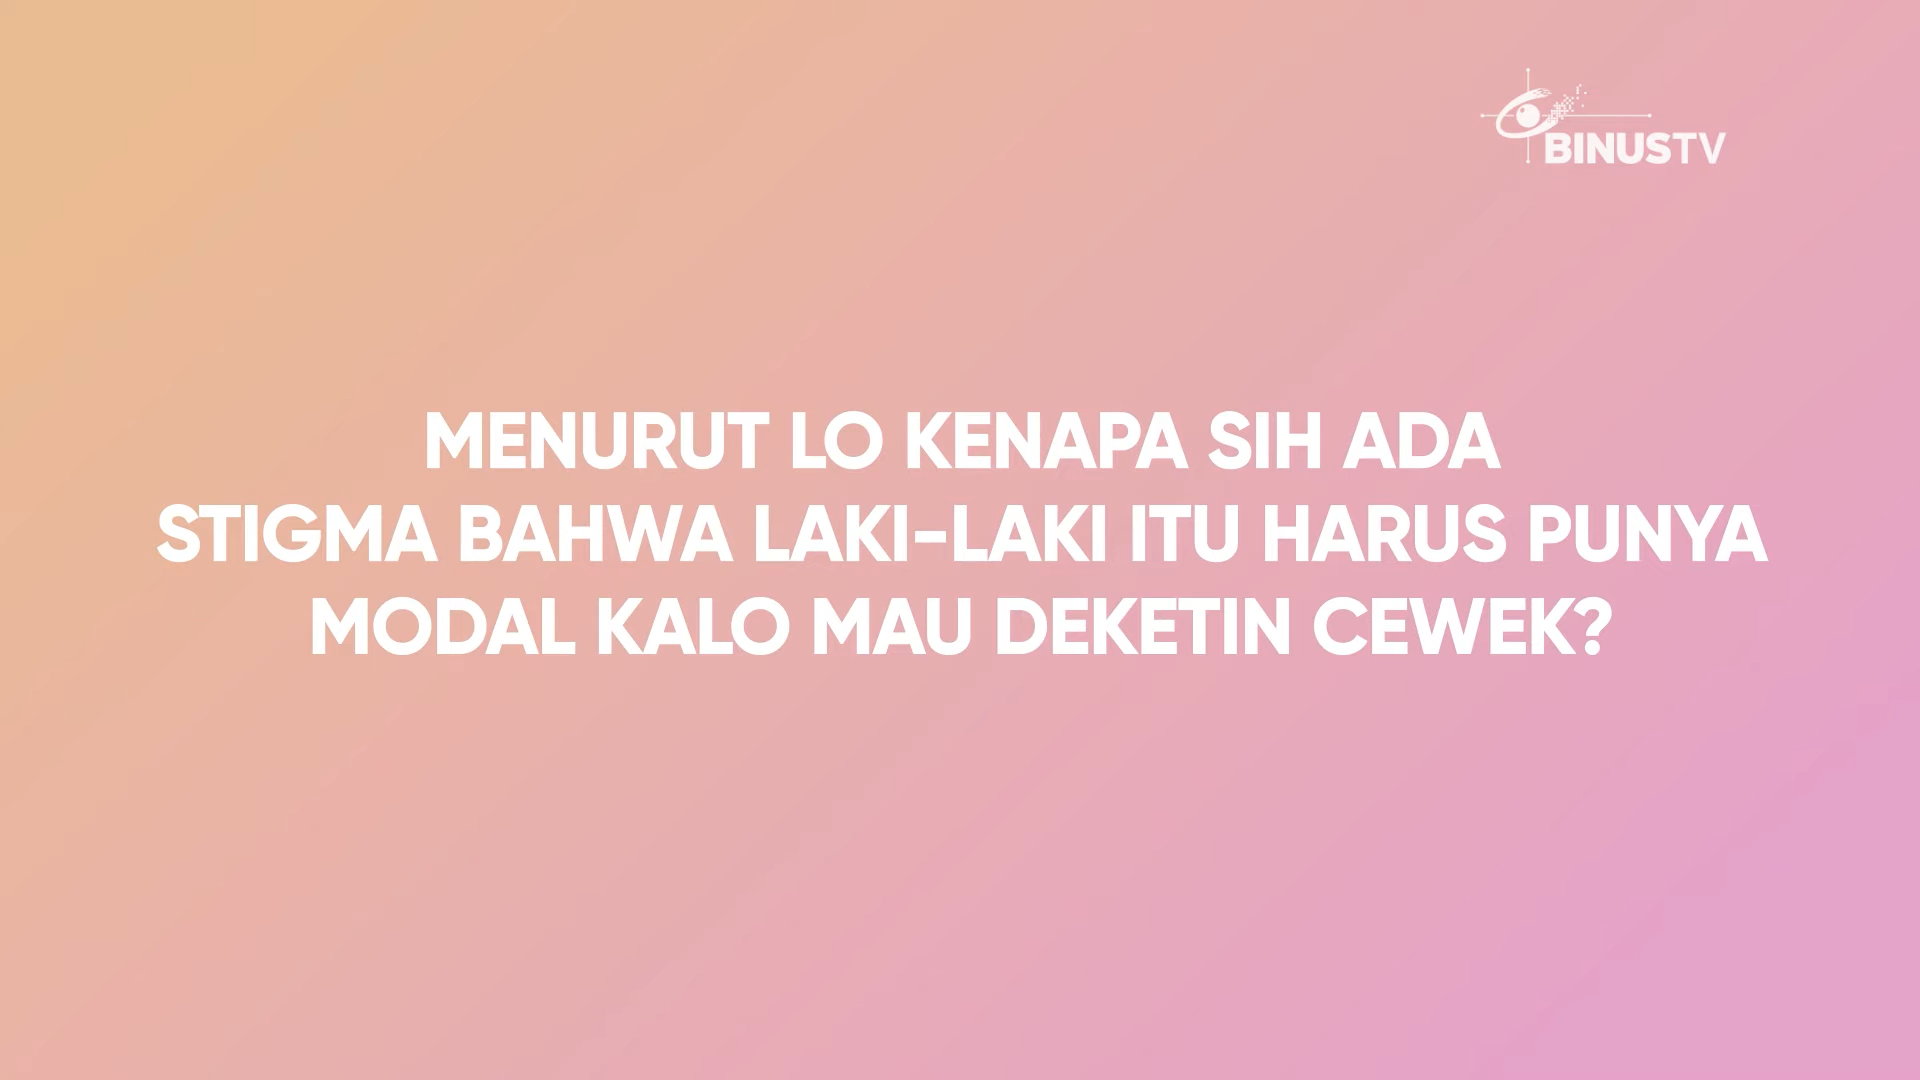 BINUSTV
MENURUT LO KENAPA SIH ADA
STIGMA BAHWA LAKI-LAKI ITU HARUS PUNYA
MODAL KALO MAU DEKETIN CEWEK?